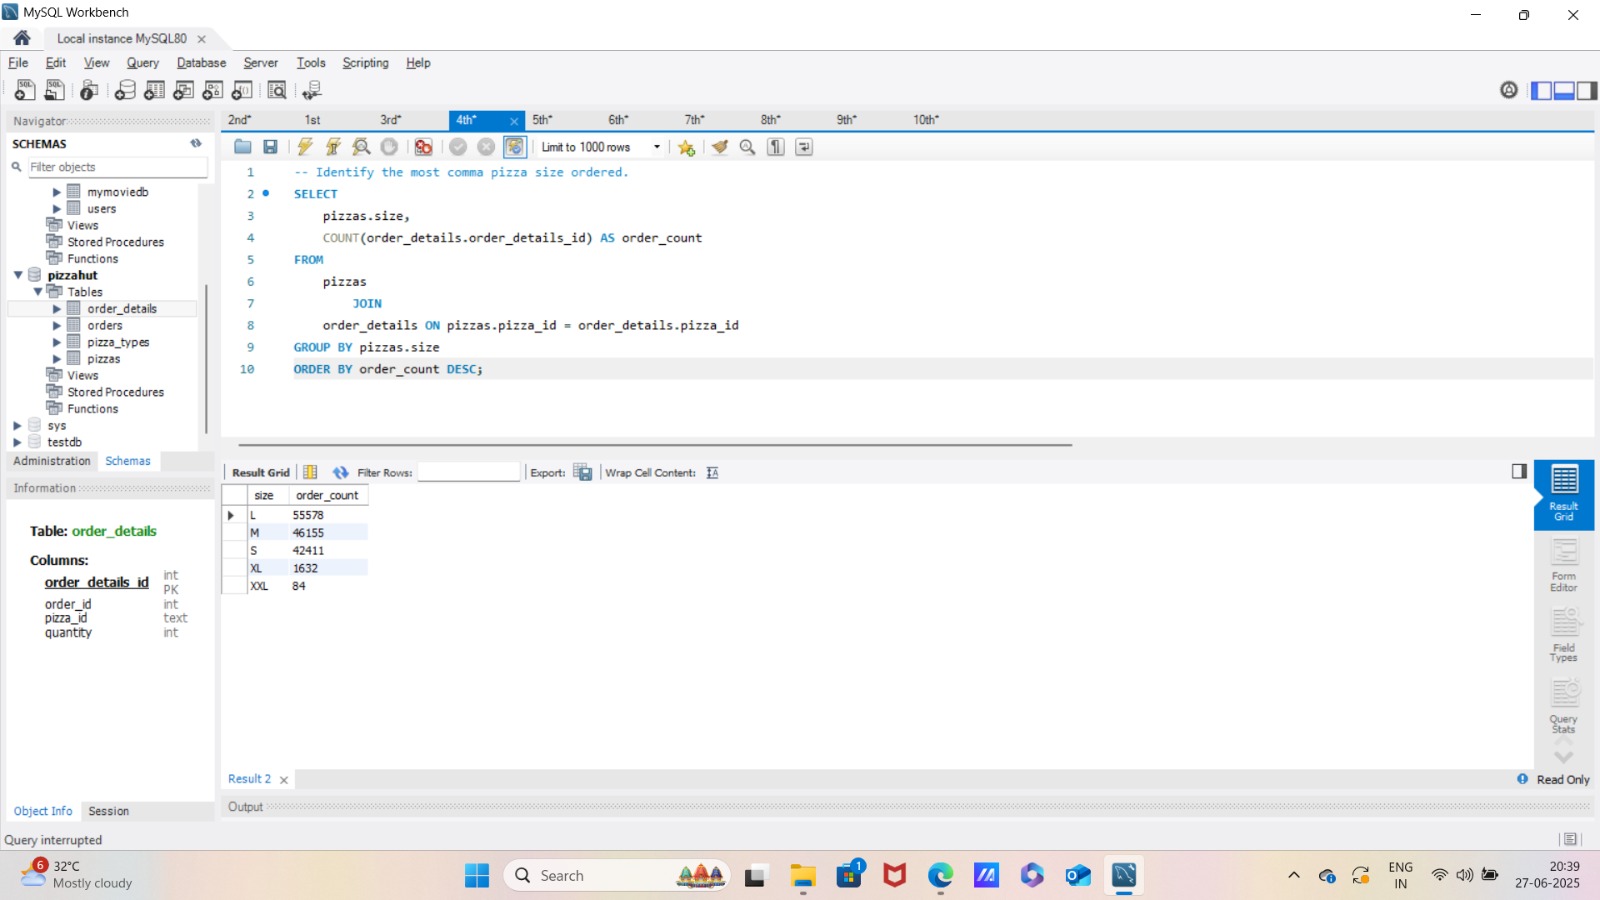 MySQL Workbench
Local instance MySQL80
File Edit View Query Database Server Tools Scripting Help
Navigator
2nd* 1st 3rd* 4th* 5th* 6th* 7th* 8th* 9th* 10th*
SCHEMAS
Limit to 1000 rows
Filter objects
mymoviedb
users
Views
Stored Procedures
Functions
pizzahut
Tables
order_details
orders
pizza_types
pizzas
Views
Stored Procedures
Functions
sys
testdb
1 -- Identify the most comma pizza size ordered.
2 SELECT
3 pizzas.size,
4 COUNT(order_details.order_details_id) AS order_count
5 FROM
6 pizzas
7 JOIN
8 order_details ON pizzas.pizza_id = order_details.pizza_id
9 GROUP BY pizzas.size
10 ORDER BY order_count DESC;
Administration Schemas
Information
Table: order_details
Columns:
order_details_id int PK
order_id int
pizza_id text
quantity int
Result Grid Filter Rows: Export: Wrap Cell Content:
size order_count
L 55578
M 46155
S 42411
XL 1632
XXL 84
Result Grid
Form Editor
Field Types
Query Stats
Result 2
Read Only
Object Info Session
Output
Query interrupted
6
32°C
Mostly cloudy
Search
1
ENG
IN
20:39
27-06-2025